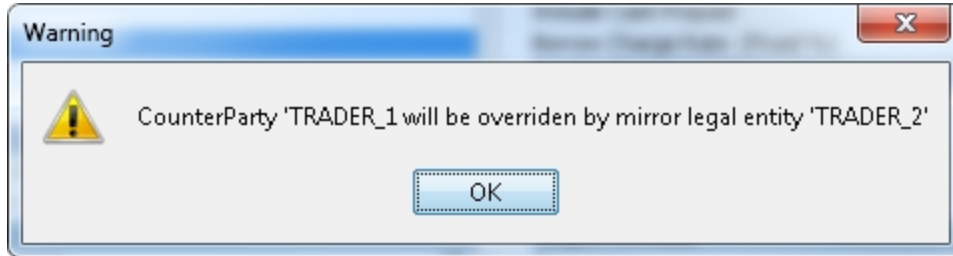 Warning
CounterParty 'TRADER_1 will be overriden by mirror legal entity 'TRADER_2'
OK